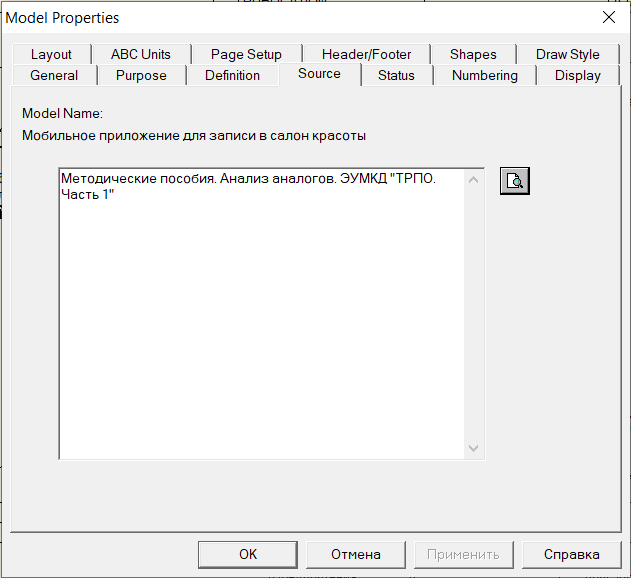 Model Properties
Layout ABC Units Page Setup Header/Footer Shapes Draw Style
General Purpose Definition Source Status Numbering Display
Model Name:
Мобильное приложение для записи в салон красоты
Методические пособия. Анализ аналогов. ЭУМКД "ТРПО.
Часть 1"
OK Отмена Применить Справка